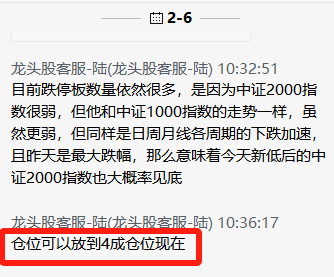 2-6
龙头股客服-陆(龙头股客服-陆) 10:32:51
目前跌停板数量依然很多，是因为中证2000指
数很弱，但他和中证1000指数的走势一样，虽
然更弱，但同样是日周月线各周期的下跌加速，
且昨天是最大跌幅，那么意味着今天新低后的中
证2000指数也大概率见底
龙头股客服-陆(龙头股客服-陆) 10:36:17
仓位可以放到4成仓位现在